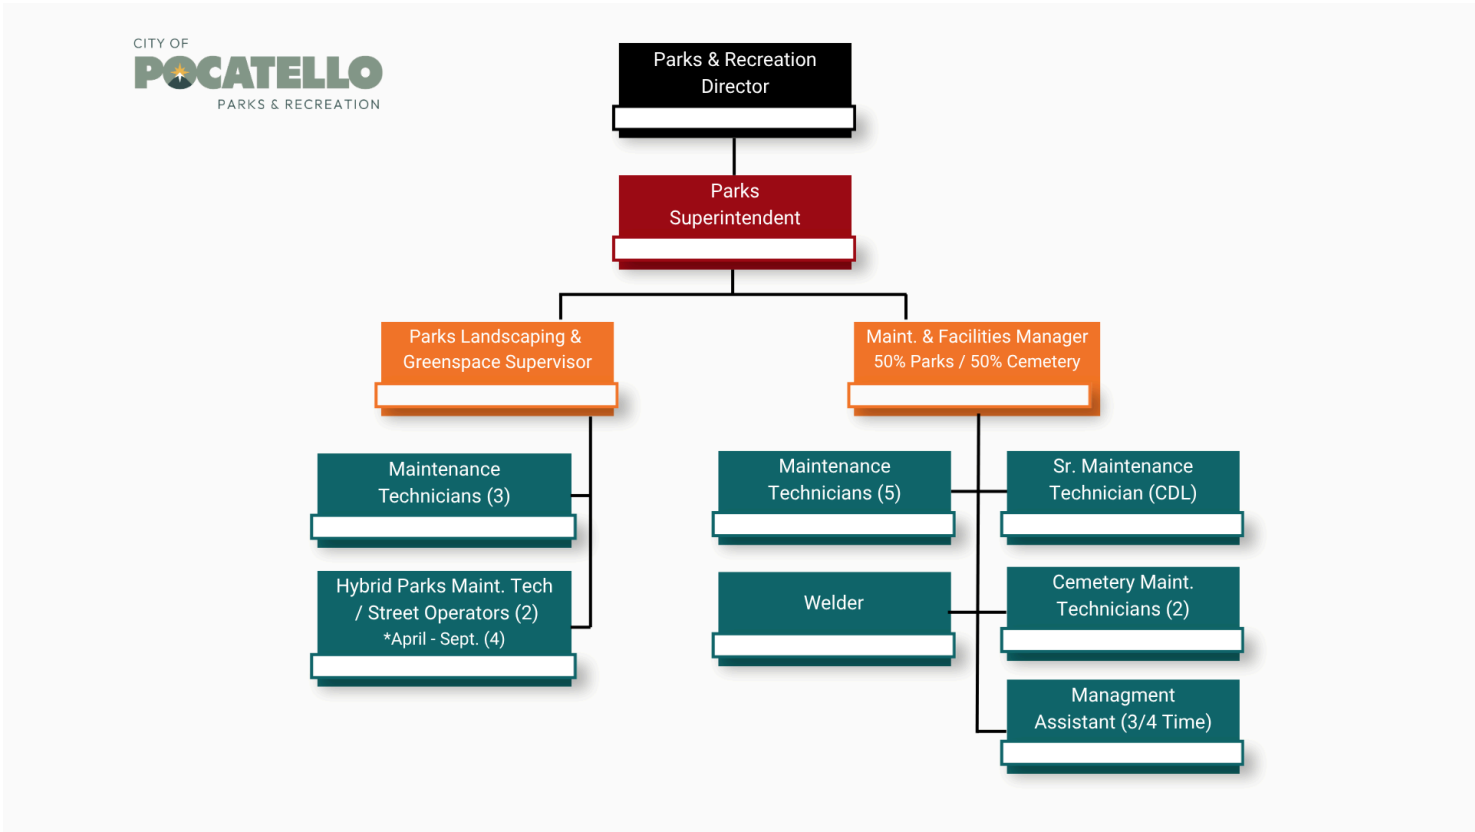 CITY OF
POCATELLO
PARKS & RECREATION
Parks & Recreation
Director
Parks
Superintendent
Parks Landscaping &
Greenspace Supervisor
Maint. & Facilities Manager
50% Parks / 50% Cemetery
Maintenance
Technicians (3)
Hybrid Parks Maint. Tech
/ Street Operators (2)
*April - Sept. (4)
Maintenance
Technicians (5)
Sr. Maintenance
Technician (CDL)
Welder
Cemetery Maint.
Technicians (2)
Managment
Assistant (3/4 Time)